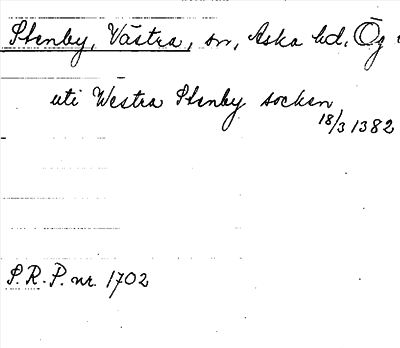 Stenby, Västra, sn, Aska hd. Ög
uti Westra Stenby socken
18/3 1382
S.R.P. nr. 1702